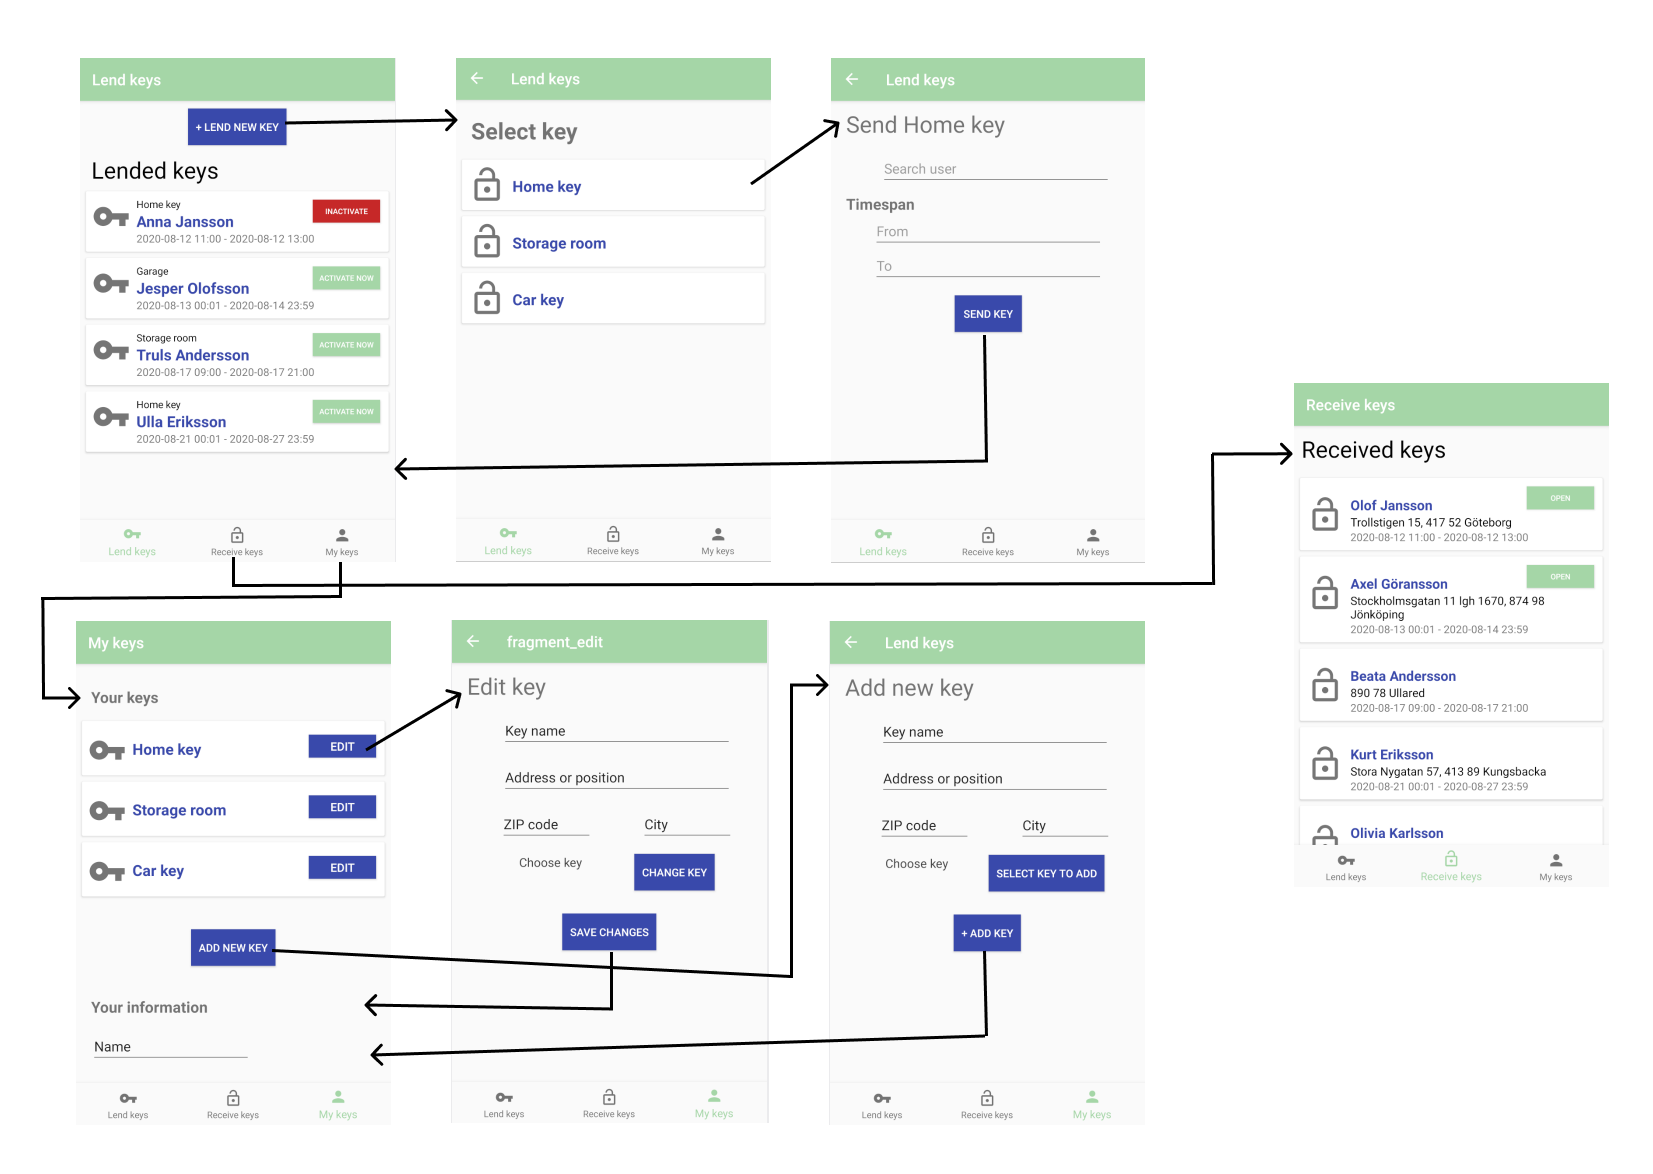 Lend keys
+ LEND NEW KEY
Lended keys
Home key
Anna Jansson
2020-08-12 11:00 - 2020-08-12 13:00
INACTIVATE
Garage
Jesper Olofsson
2020-08-13 00:01 - 2020-08-14 23:59
ACTIVATE NOW
Storage room
Truls Andersson
2020-08-17 09:00 - 2020-08-17 21:00
ACTIVATE NOW
Home key
Ulla Eriksson
2020-08-21 00:01 - 2020-08-27 23:59
ACTIVATE NOW
Lend keys
Receive keys
My keys
Lend keys
Select key
Home key
Storage room
Car key
Lend keys
Receive keys
My keys
Lend keys
Send Home key
Search user
Timespan
From
To
SEND KEY
Lend keys
Receive keys
My keys
Receive keys
Received keys
Olof Jansson
Trollstigen 15, 417 52 Göteborg
2020-08-12 11:00 - 2020-08-12 13:00
OPEN
Axel Göransson
Stockholmsgatan 11 lgh 1670, 874 98
Jönköping
2020-08-13 00:01 - 2020-08-14 23:59
OPEN
Beata Andersson
890 78 Ullared
2020-08-17 09:00 - 2020-08-17 21:00
Kurt Eriksson
Stora Nygatan 57, 413 89 Kungsbacka
2020-08-21 00:01 - 2020-08-27 23:59
Olivia Karlsson
Lend keys
Receive keys
My keys
My keys
Your keys
Home key
EDIT
Storage room
EDIT
Car key
EDIT
ADD NEW KEY
Your information
Name
Lend keys
Receive keys
My keys
fragment_edit
Edit key
Key name
Address or position
ZIP code
City
Choose key
CHANGE KEY
SAVE CHANGES
Lend keys
Receive keys
My keys
Lend keys
Add new key
Key name
Address or position
ZIP code
City
Choose key
SELECT KEY TO ADD
+ ADD KEY
Lend keys
Receive keys
My keys